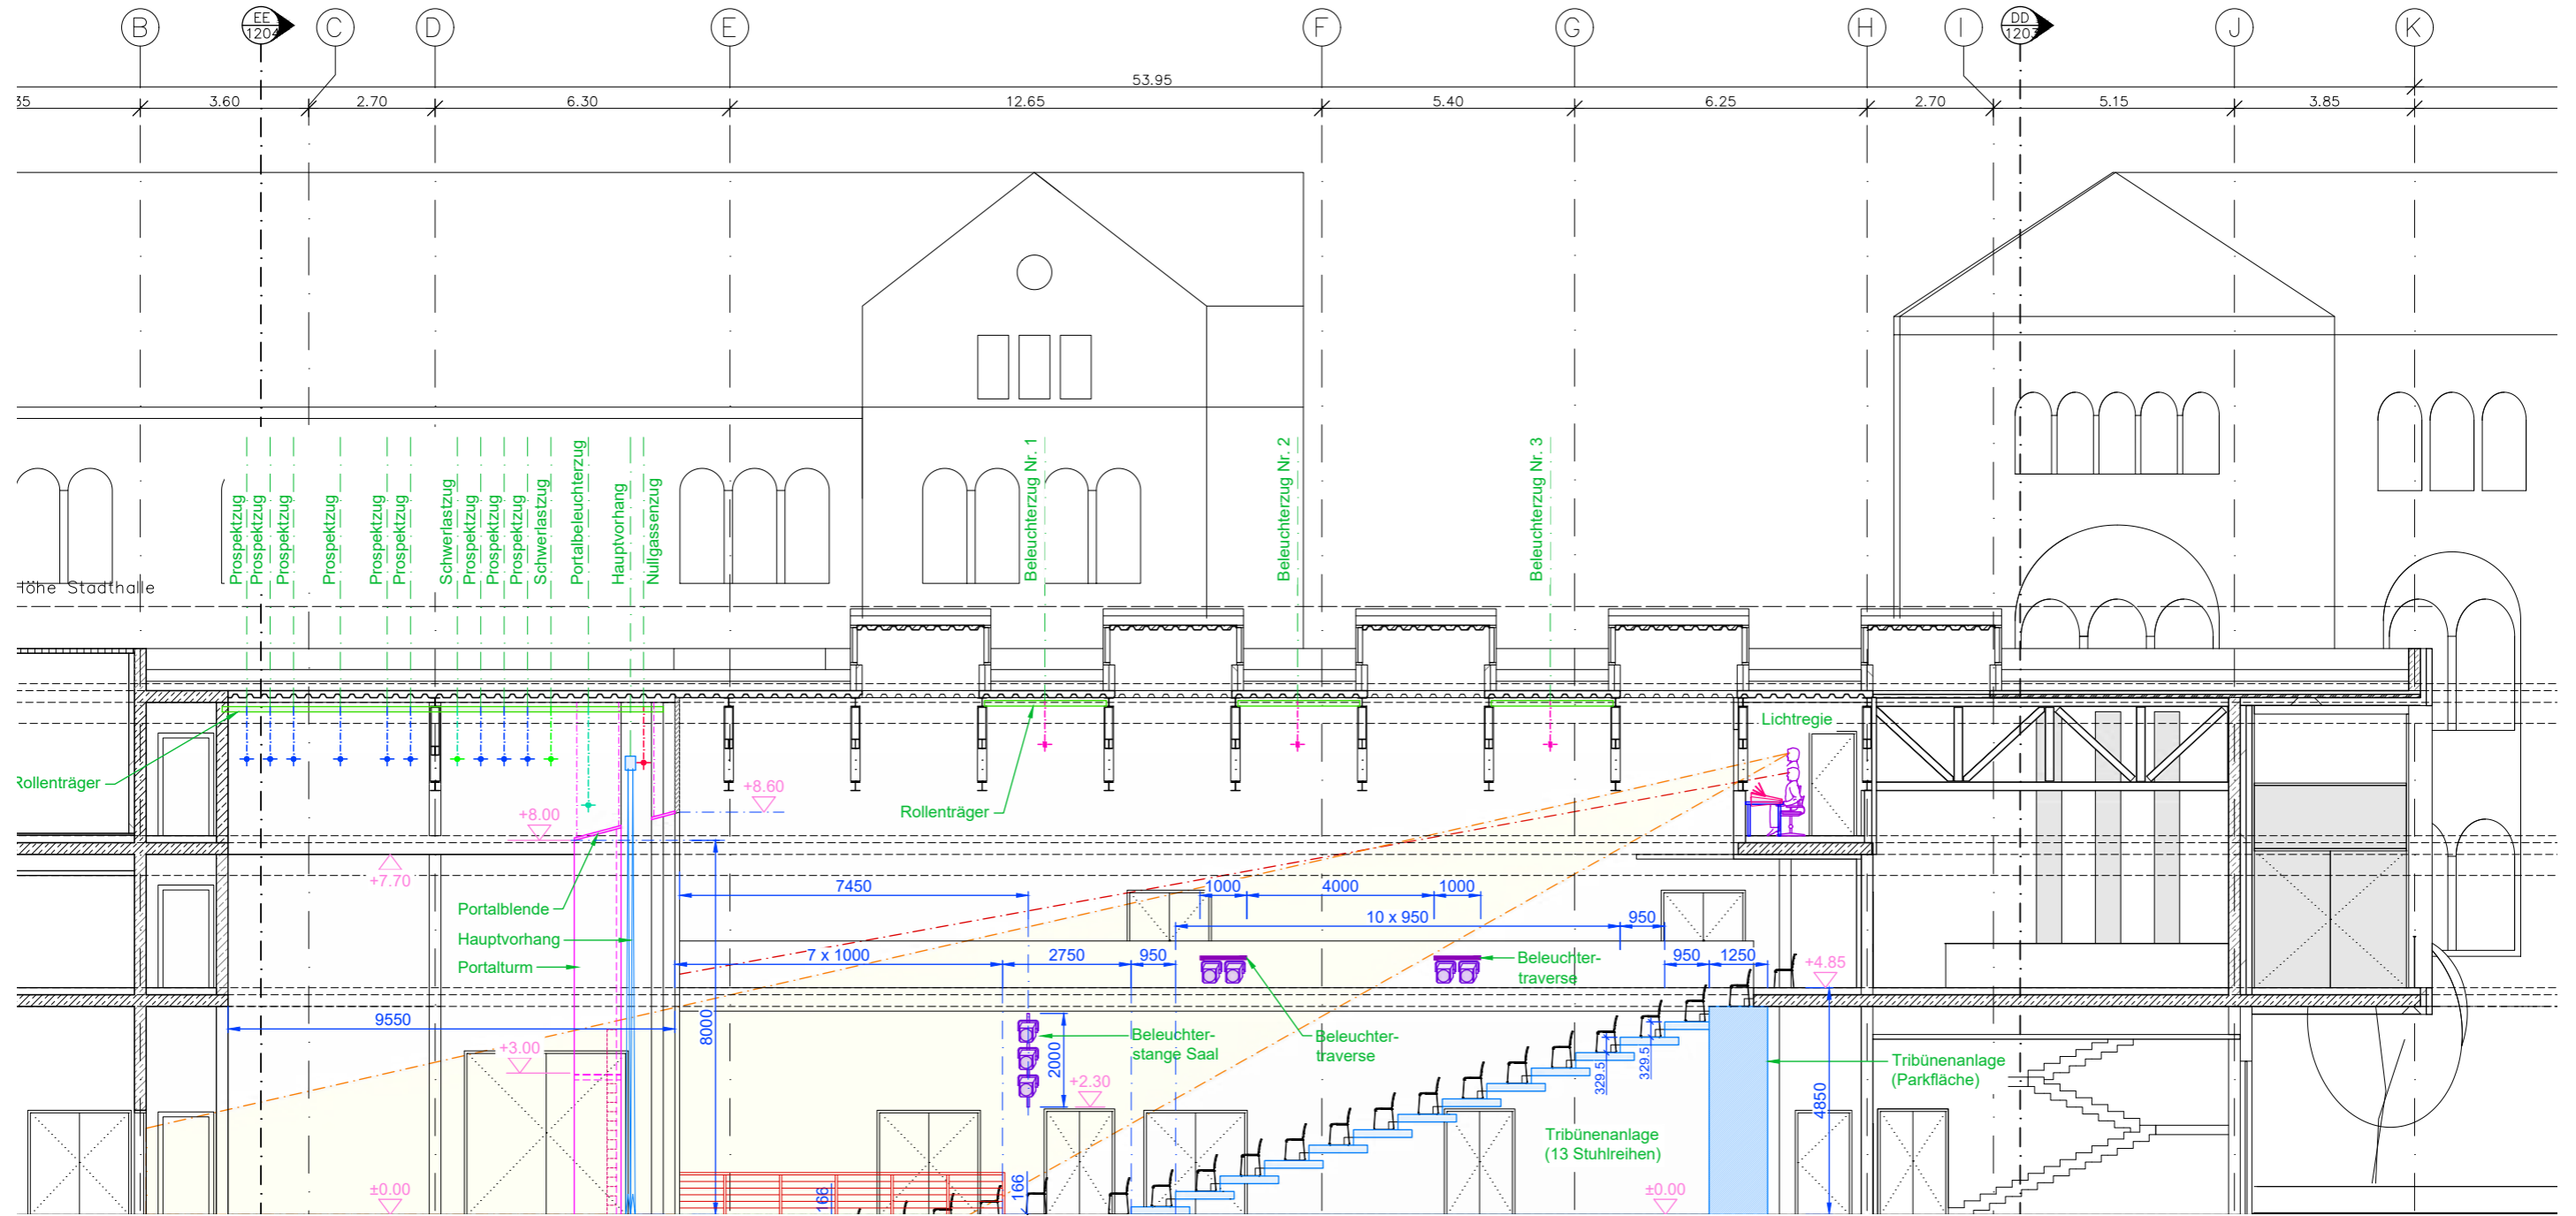 B
EE
1204
C
D
E
F
G
H
I
DD
1203
J
K
53.95
35
3.60
2.70
6.30
12.65
5.40
6.25
2.70
5.15
3.85
Prospektzug
Prospektzug
Prospektzug
Prospektzug
Prospektzug
Prospektzug
Schwerlastzug
Prospektzug
Prospektzug
Prospektzug
Schwerlastzug
Portalbeleuchterzug
Hauptvorhang
Nullgassenzug
Beleuchterzug Nr. 1
Beleuchterzug Nr. 2
Beleuchterzug Nr. 3
Höhe Stadthalle
Lichtregie
Rollenträger
+8.60
Rollenträger
+8.00
+7.70
7450
1000
4000
1000
Portalblende
10 x 950
950
Hauptvorhang
7 x 1000
2750
950
950
1250
Portalturm
Beleuchter-
traverse
+4.85
9550
8000
Beleuchter-
stange Saal
Beleuchter-
traverse
2000
+3.00
329.5
329.5
Tribünenanlage
(Parkfläche)
+2.30
4850
Tribünenanlage
(13 Stuhlreihen)
±0.00
166
166
±0.00